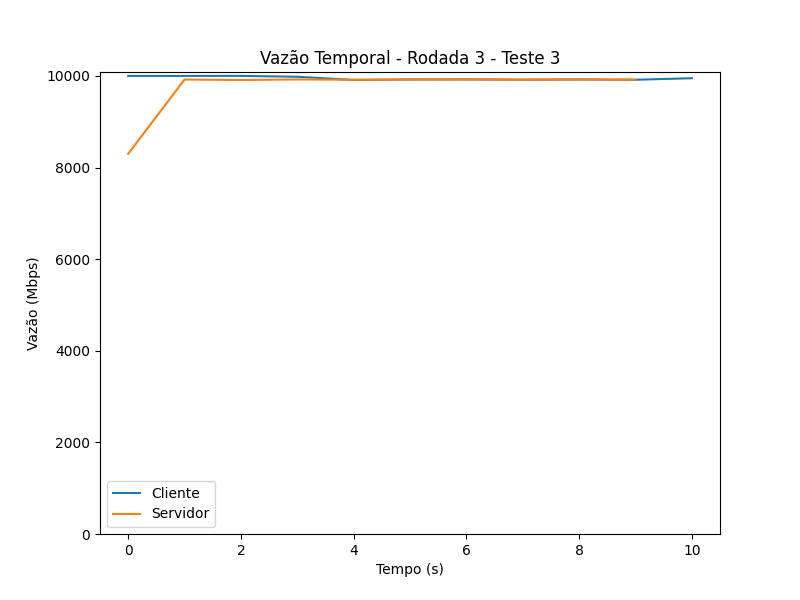 Vazão Temporal - Rodada 3 - Teste 3
10000
8000
6000
4000
2000
0
Vazão (Mbps)
Cliente
Servidor
0 2 4 6 8 10
Tempo (s)